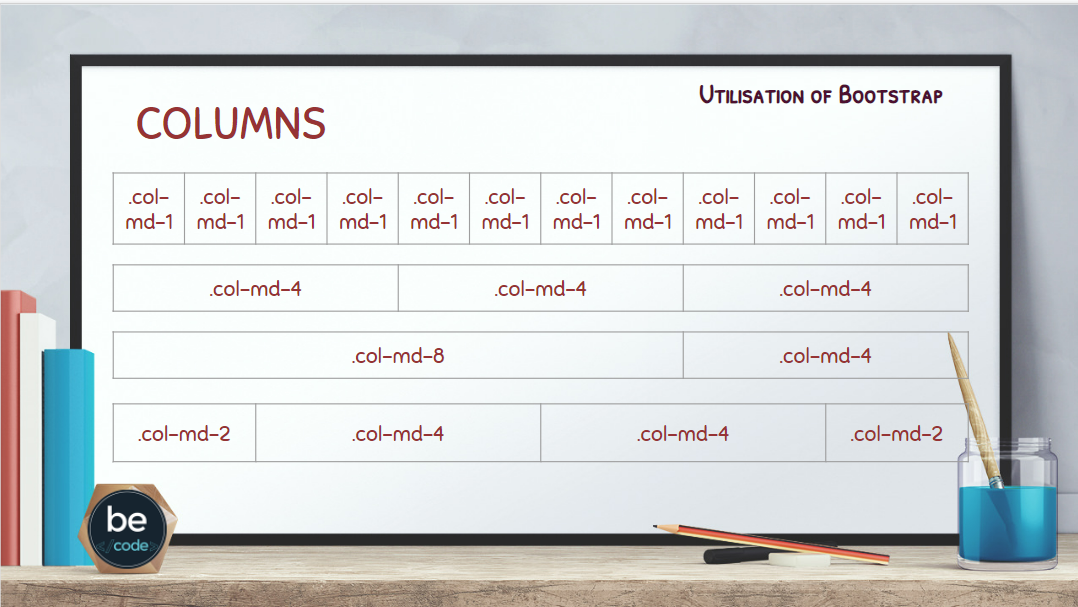 Utilisation of Bootstrap
COLUMNS
.col-md-1 .col-md-1 .col-md-1 .col-md-1 .col-md-1 .col-md-1 .col-md-1 .col-md-1 .col-md-1 .col-md-1 .col-md-1 .col-md-1
.col-md-4 .col-md-4 .col-md-4
.col-md-8 .col-md-4
.col-md-2 .col-md-4 .col-md-4 .col-md-2
be
</code>